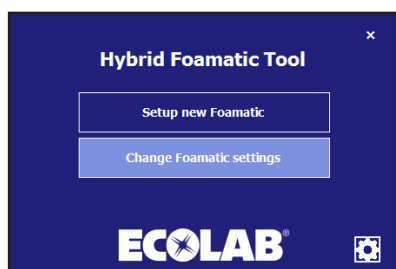 ×
Hybrid Foamatic Tool
Setup new Foamatic
Change Foamatic settings
ECOLAB®